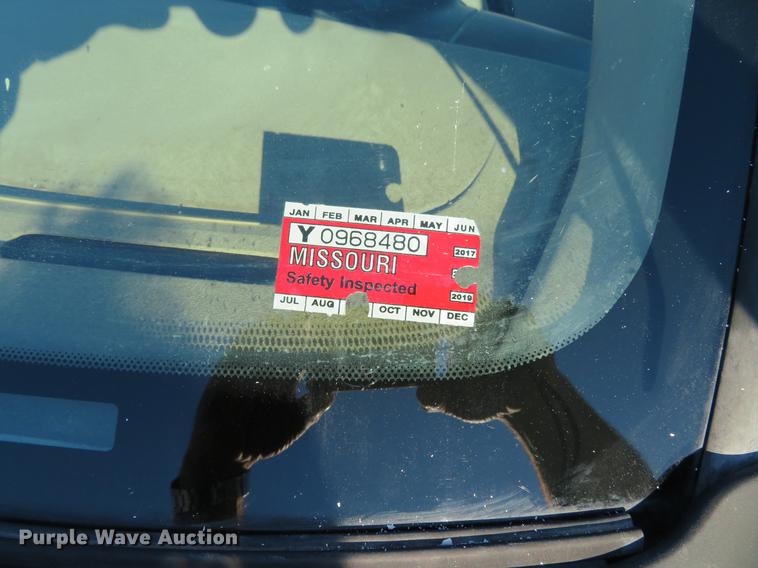 JAN FEB MAR APR MAY JUN
Y 0968480
2017
MISSOURI
Safety Inspected
2019
JUL AUG OCT NOV DEC
Purple Wave Auction